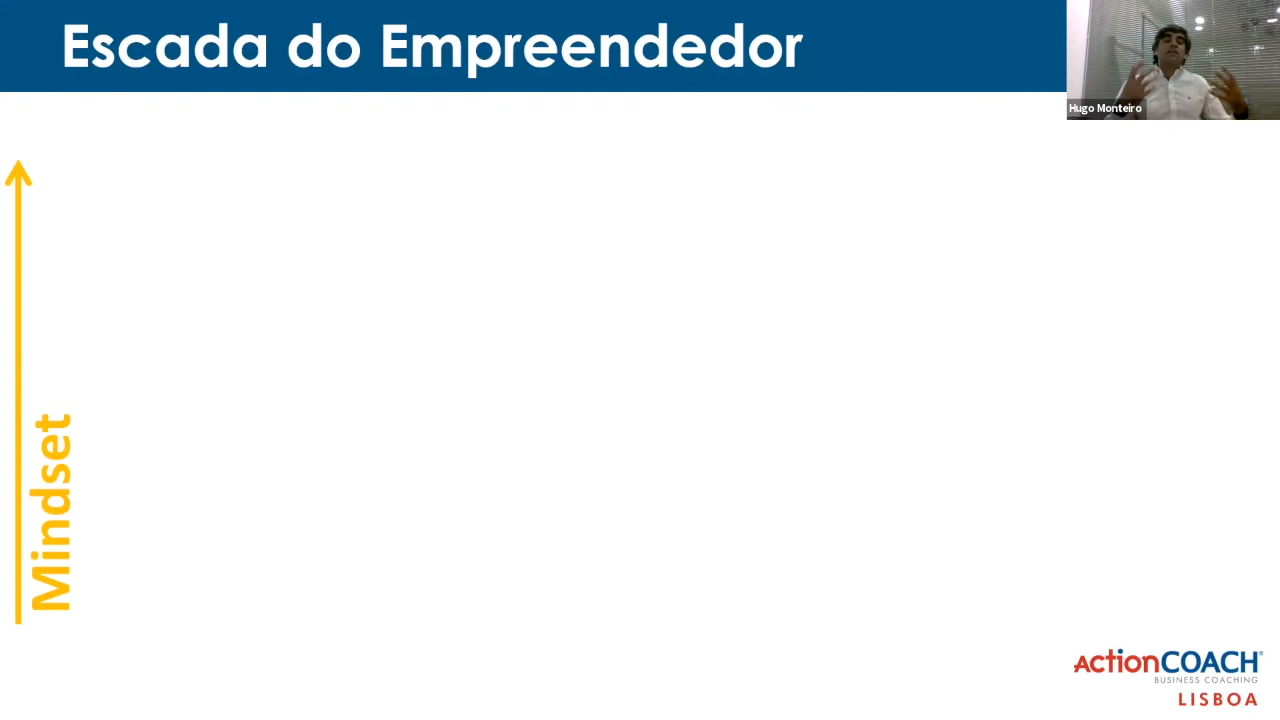 Escada do Empreendedor
Hugo Monteiro
Mindset
ActionCOACH®
BUSINESS COACHING
LISBOA